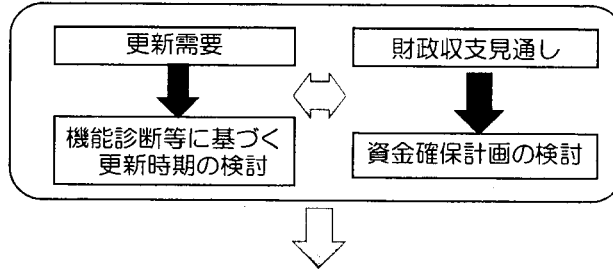 更新需要
財政収支見通し
機能診断等に基づく
更新時期の検討
資金確保計画の検討